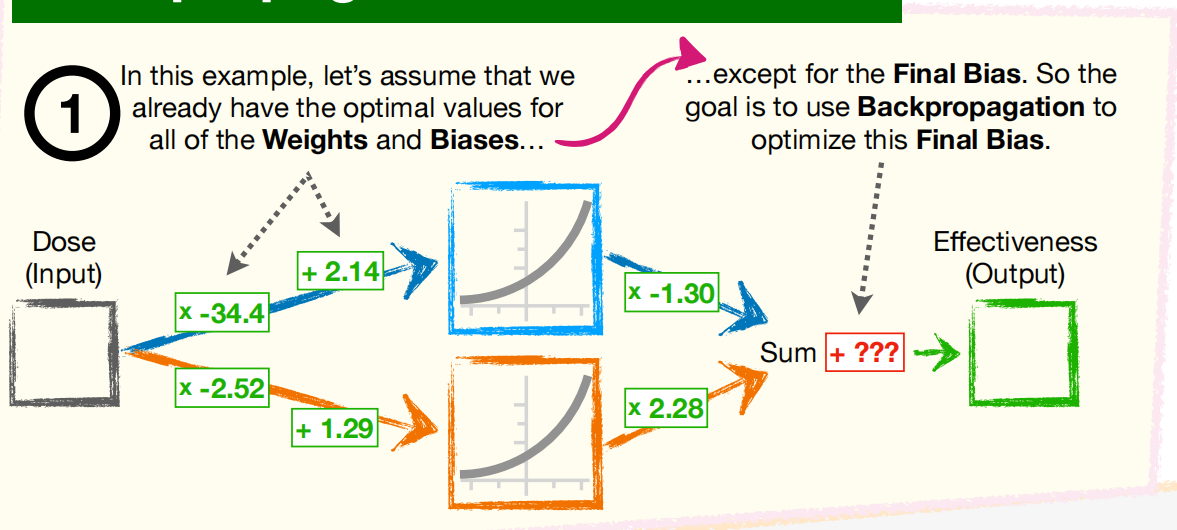 1
In this example, let's assume that we
already have the optimal values for
all of the Weights and Biases…
…except for the Final Bias. So the
goal is to use Backpropagation to
optimize this Final Bias.
Dose
(Input)
+ 2.14
x -34.4
x -2.52
+ 1.29
x -1.30
x 2.28
Sum + ???
Effectiveness
(Output)